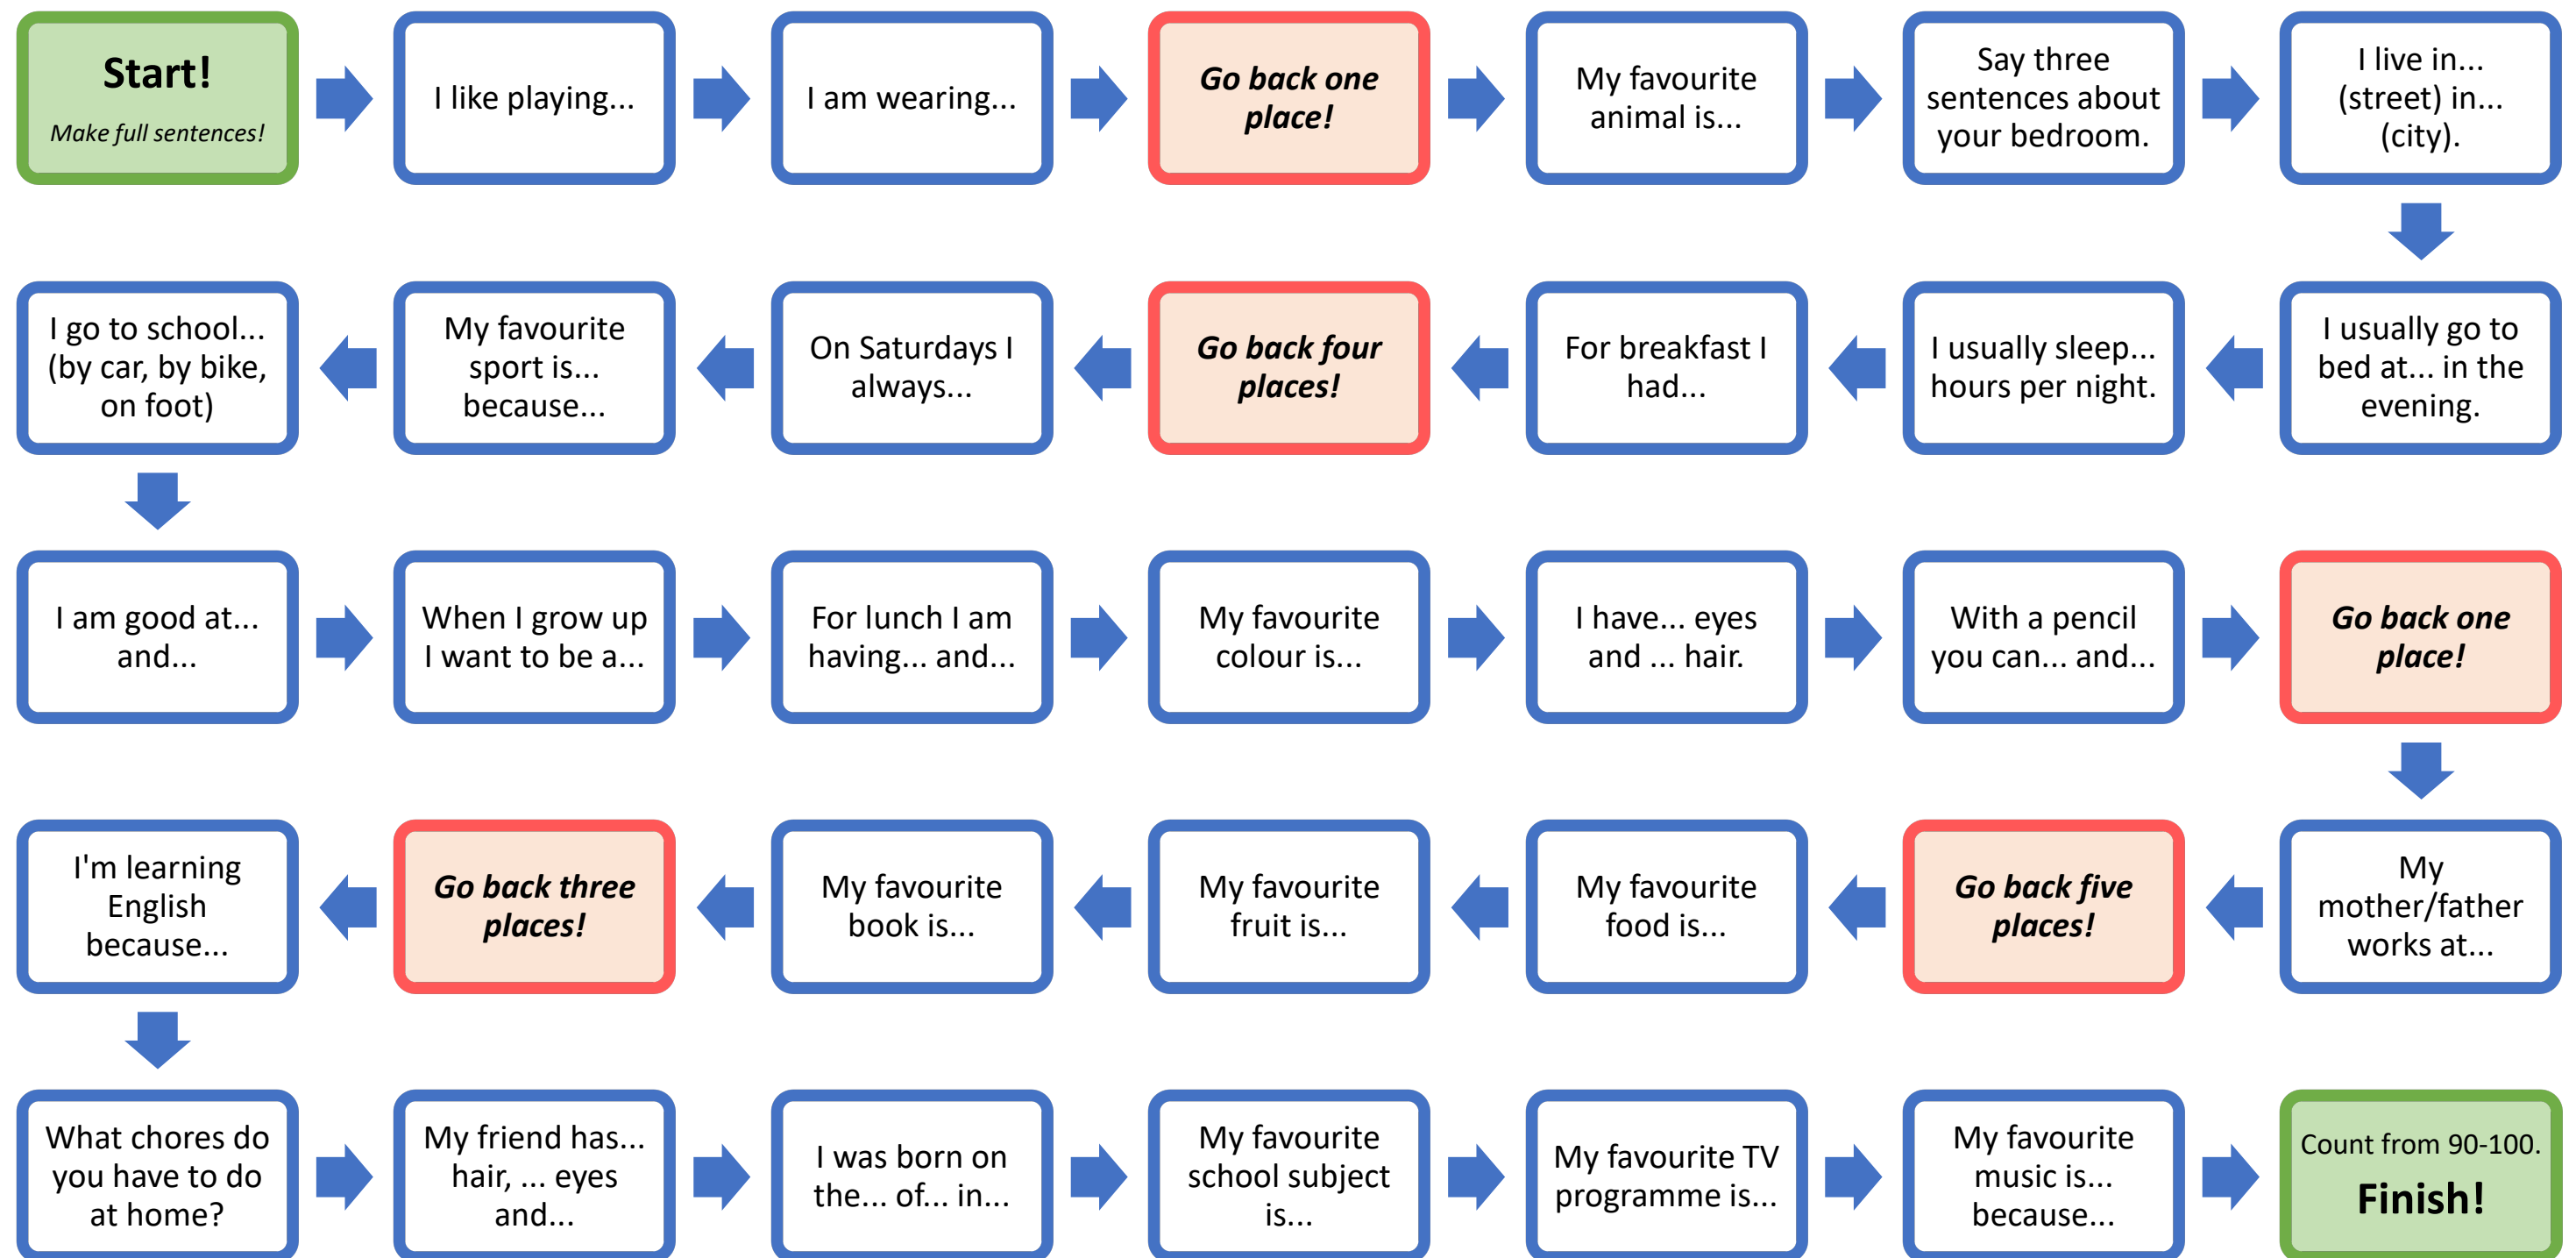 Start!
Make full sentences!
I like playing...
I am wearing...
Go back one
place!
My favourite
animal is...
Say three
sentences about
your bedroom.
I live in...
(street) in...
(city).
I usually go to
bed at... in the
evening.
I usually sleep...
hours per night.
For breakfast I
had...
Go back four
places!
On Saturdays I
always...
My favourite
sport is...
because...
I go to school...
(by car, by bike,
on foot)
I am good at...
and...
When I grow up
I want to be a...
For lunch I am
having... and...
My favourite
colour is...
I have... eyes
and ... hair.
With a pencil
you can... and...
Go back one
place!
My
mother/father
works at...
Go back five
places!
My favourite
food is...
My favourite
fruit is...
My favourite
book is...
Go back three
places!
I'm learning
English
because...
What chores do
you have to do
at home?
My friend has...
hair, ... eyes
and...
I was born on
the... of... in...
My favourite
school subject
is...
My favourite TV
programme is...
My favourite
music is...
because...
Count from 90-100.
Finish!